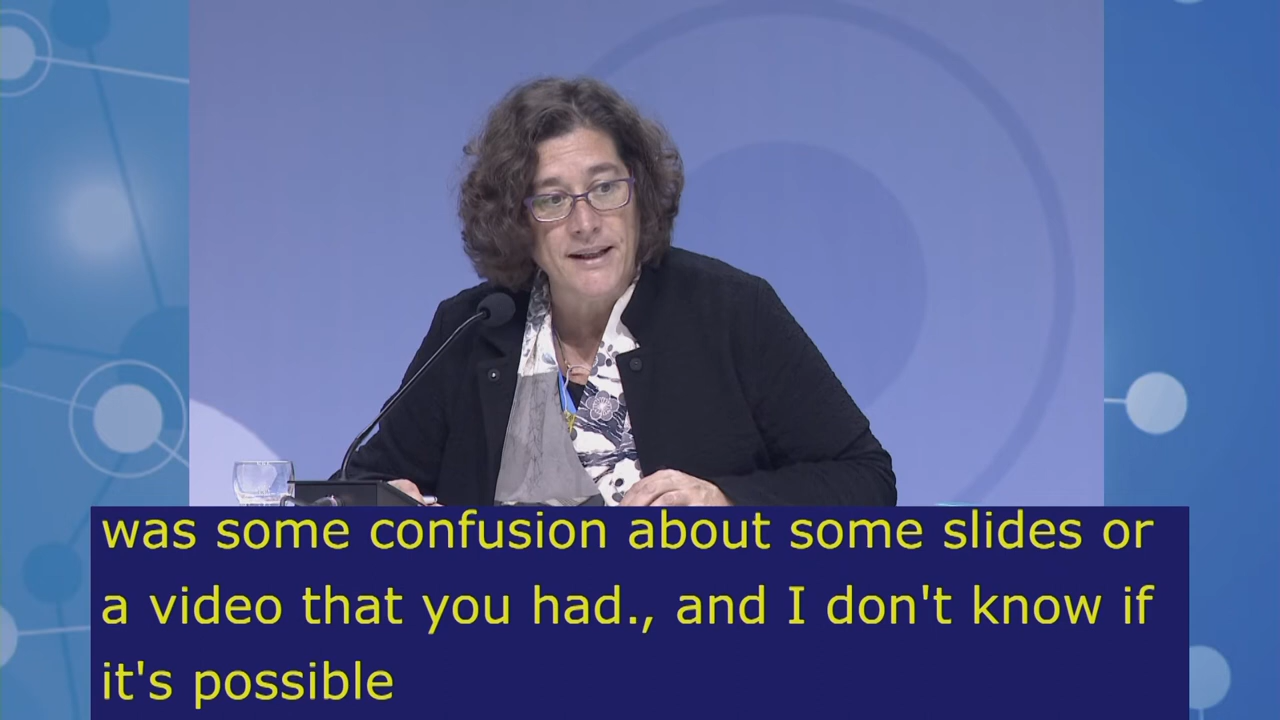 was some confusion about some slides or
a video that you had., and I don't know if
it's possible